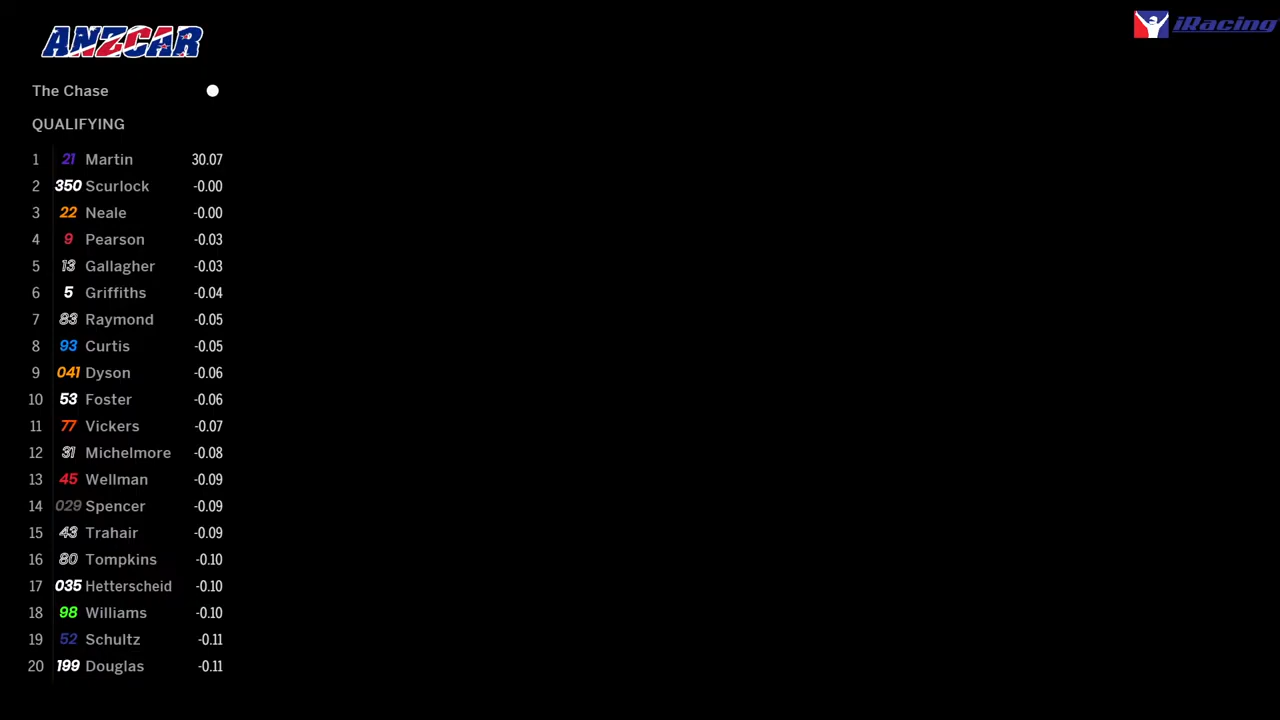 ANZCAR
iRacing
The Chase
QUALIFYING
1 21 Martin 30.07
2 350 Scurlock -0.00
3 22 Neale -0.00
4 9 Pearson -0.03
5 13 Gallagher -0.03
6 5 Griffiths -0.04
7 83 Raymond -0.05
8 93 Curtis -0.05
9 041 Dyson -0.06
10 53 Foster -0.06
11 77 Vickers -0.07
12 31 Michelmore -0.08
13 45 Wellman -0.09
14 029 Spencer -0.09
15 43 Trahair -0.09
16 80 Tompkins -0.10
17 035 Hetterscheid -0.10
18 98 Williams -0.10
19 52 Schultz -0.11
20 199 Douglas -0.11